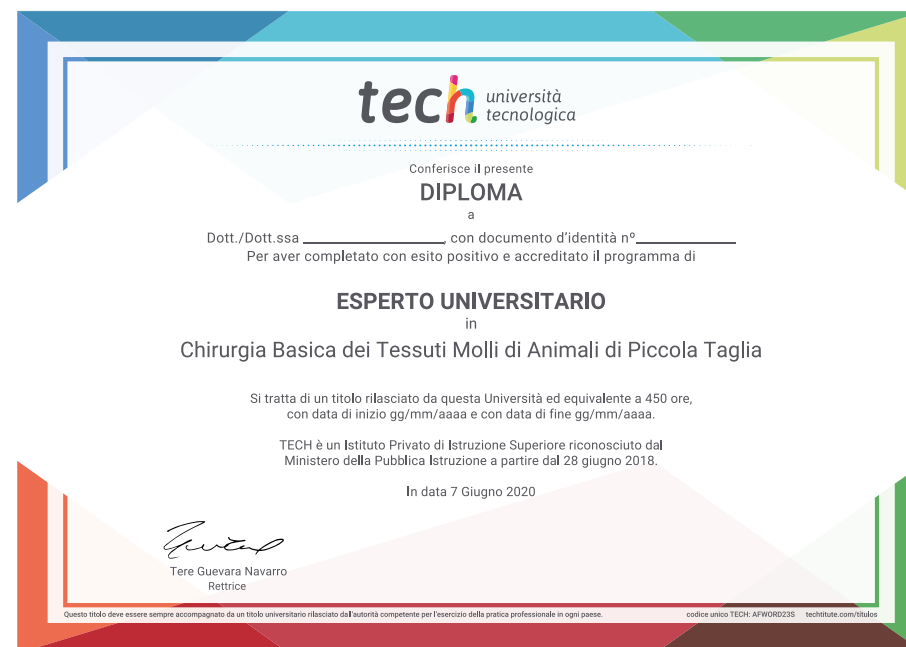 tech università
tecnologica
Conferisce il presente
DIPLOMA
a
Dott./Dott.ssa ____________________, con documento d'identità nº______________
Per aver completato con esito positivo e accreditato il programma di
ESPERTO UNIVERSITARIO
in
Chirurgia Basica dei Tessuti Molli di Animali di Piccola Taglia
Si tratta di un titolo rilasciato da questa Università ed equivalente a 450 ore,
con data di inizio gg/mm/aaaa e con data di fine gg/mm/aaaa.
TECH è un Istituto Privato di Istruzione Superiore riconosciuto dal
Ministero della Pubblica Istruzione a partire dal 28 giugno 2018.
In data 7 Giugno 2020
Tere Guevara Navarro
Rettrice
Questo titolo deve essere sempre accompagnato da un titolo universitario rilasciato dall'autorità competente per l'esercizio della pratica professionale in ogni paese. codice unico TECH: AFWORD23S techtitute.com/titulos